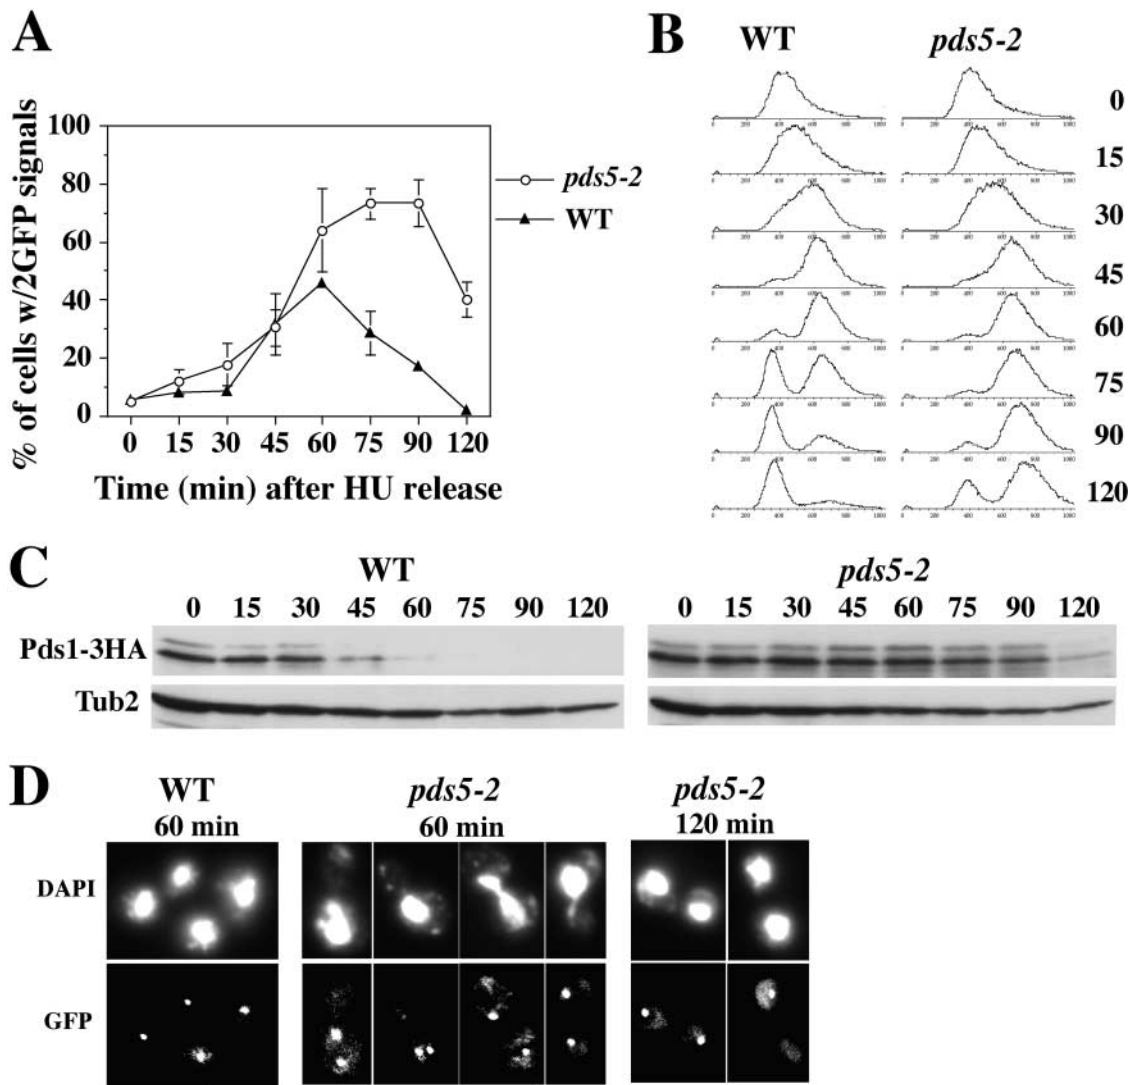 A
% of cells w/2GFP signals
100
80
60
40
20
0
0 15 30 45 60 75 90 120
Time (min) after HU release
pds5-2
WT
B
WT pds5-2
0
15
30
45
60
75
90
120
C
WT pds5-2
0 15 30 45 60 75 90 120 0 15 30 45 60 75 90 120
Pds1-3HA
Tub2
D
WT pds5-2 pds5-2
60 min 60 min 120 min
DAPI
GFP